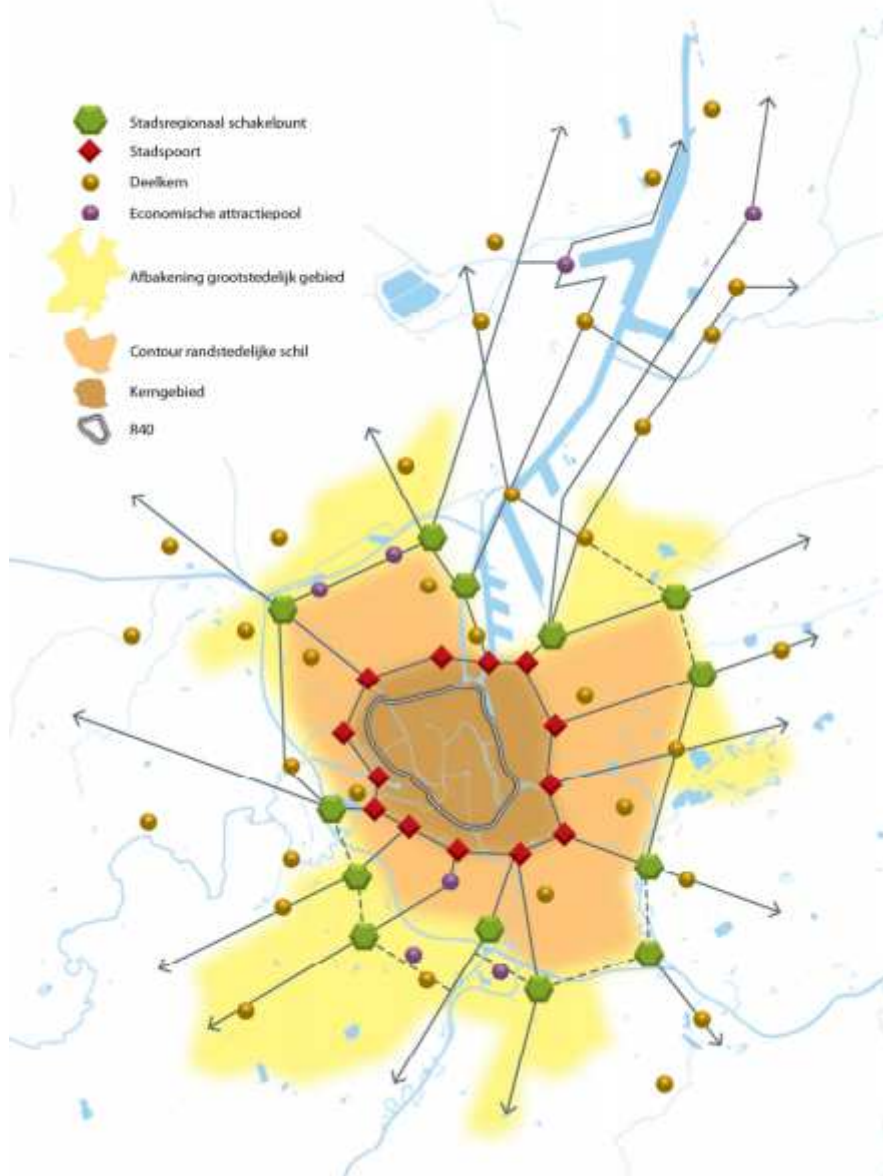 Stadsregionaal schakelpunt
Stadspoort
Deelkern
Economische attractiepool
Afbakening grootstedelijk gebied
Contour randstedelijke schil
Kerngebied
R40